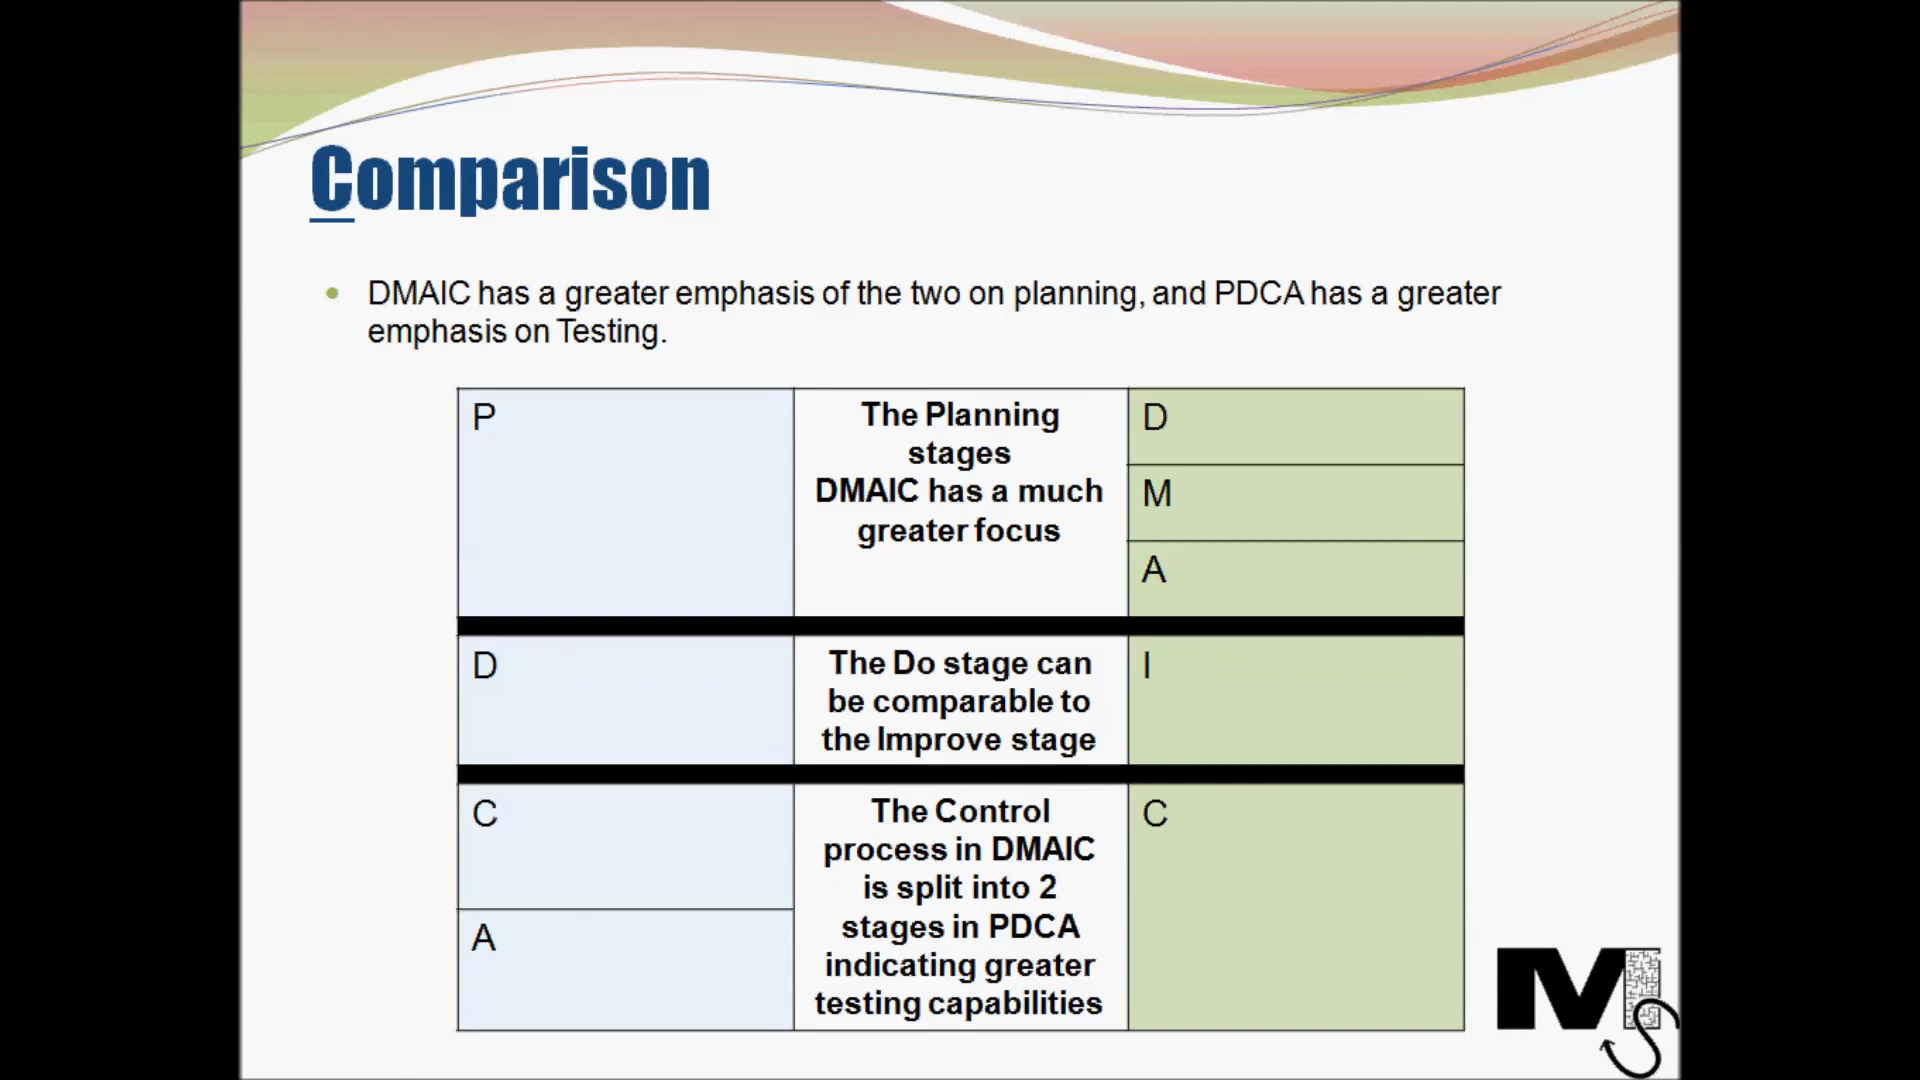 Comparison
DMAIC has a greater emphasis of the two on planning, and PDCA has a greater
emphasis on Testing.
P
The Planning
stages
DMAIC has a much
greater focus
D
M
A
D
The Do stage can
be comparable to
the Improve stage
I
C
A
The Control
process in DMAIC
is split into 2
stages in PDCA
indicating greater
testing capabilities
C
MS